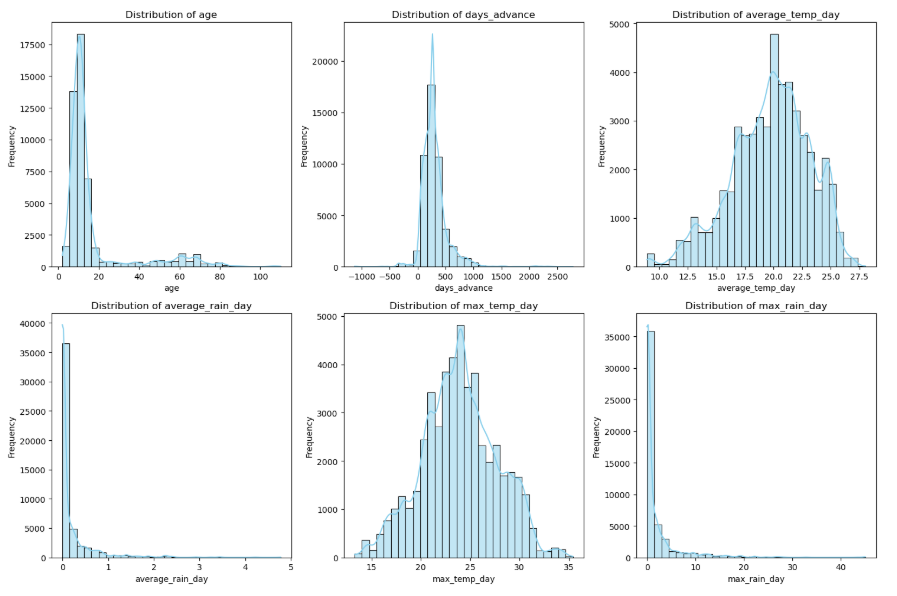 Distribution of age
Distribution of days_advance
Distribution of average_temp_day
17500
15000
12500
10000
7500
5000
2500
0
Frequency
0 20 40 60 80 100
age
20000
15000
10000
5000
0
Frequency
−1000 −500 0 500 1000 1500 2000 2500
days_advance
5000
4000
3000
2000
1000
0
Frequency
10.0 12.5 15.0 17.5 20.0 22.5 25.0 27.5
average_temp_day
Distribution of average_rain_day
Distribution of max_temp_day
Distribution of max_rain_day
40000
35000
30000
25000
20000
15000
10000
5000
0
Frequency
0 1 2 3 4 5
average_rain_day
5000
4000
3000
2000
1000
0
Frequency
15 20 25 30 35
max_temp_day
35000
30000
25000
20000
15000
10000
5000
0
Frequency
0 10 20 30 40
max_rain_day